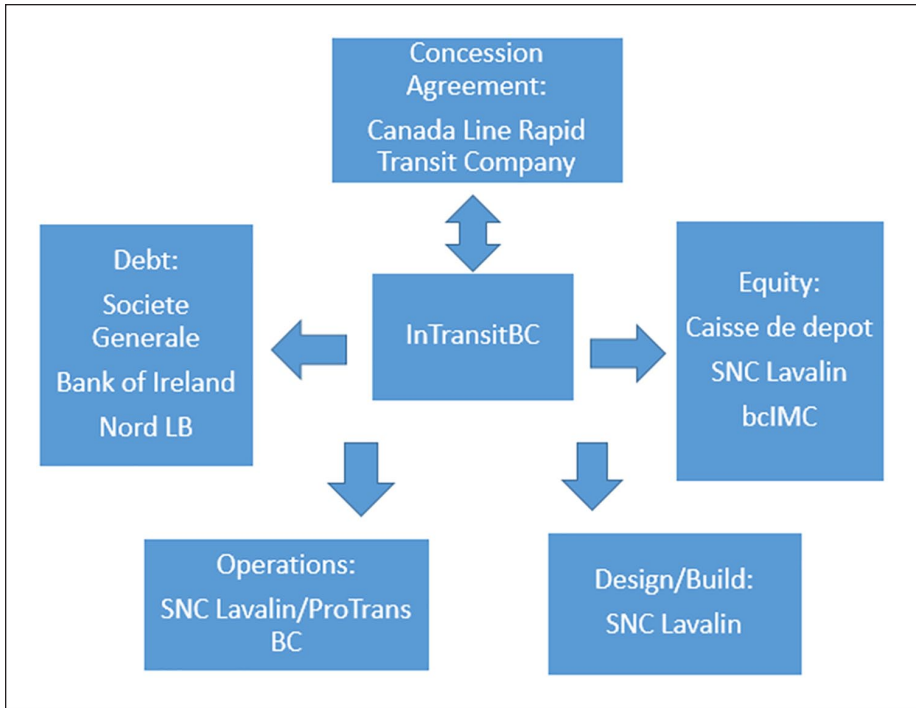 Concession
Agreement:
Canada Line Rapid
Transit Company
Debt:
Societe
Generale
Bank of Ireland
Nord LB
InTransitBC
Equity:
Caisse de depot
SNC Lavalin
bcIMC
Operations:
SNC Lavalin/ProTrans
BC
Design/Build:
SNC Lavalin